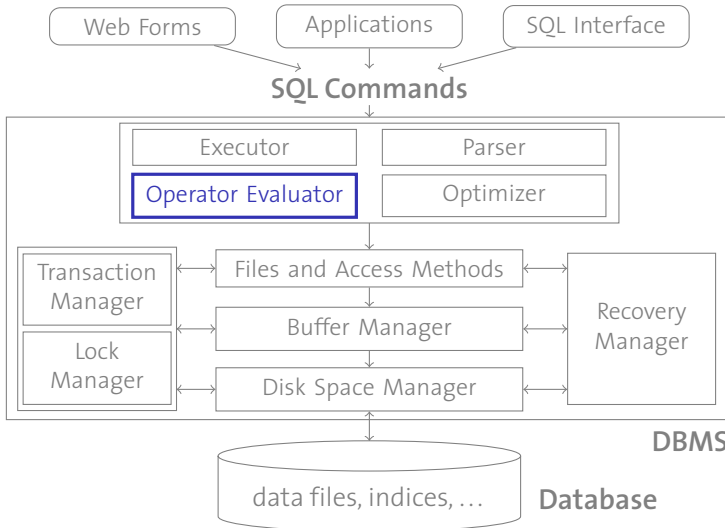 Web Forms
Applications
SQL Interface
SQL Commands
Executor
Parser
Operator Evaluator
Optimizer
Transaction
Manager
Lock
Manager
Files and Access Methods
Buffer Manager
Disk Space Manager
Recovery
Manager
DBMS
data files, indices, …
Database